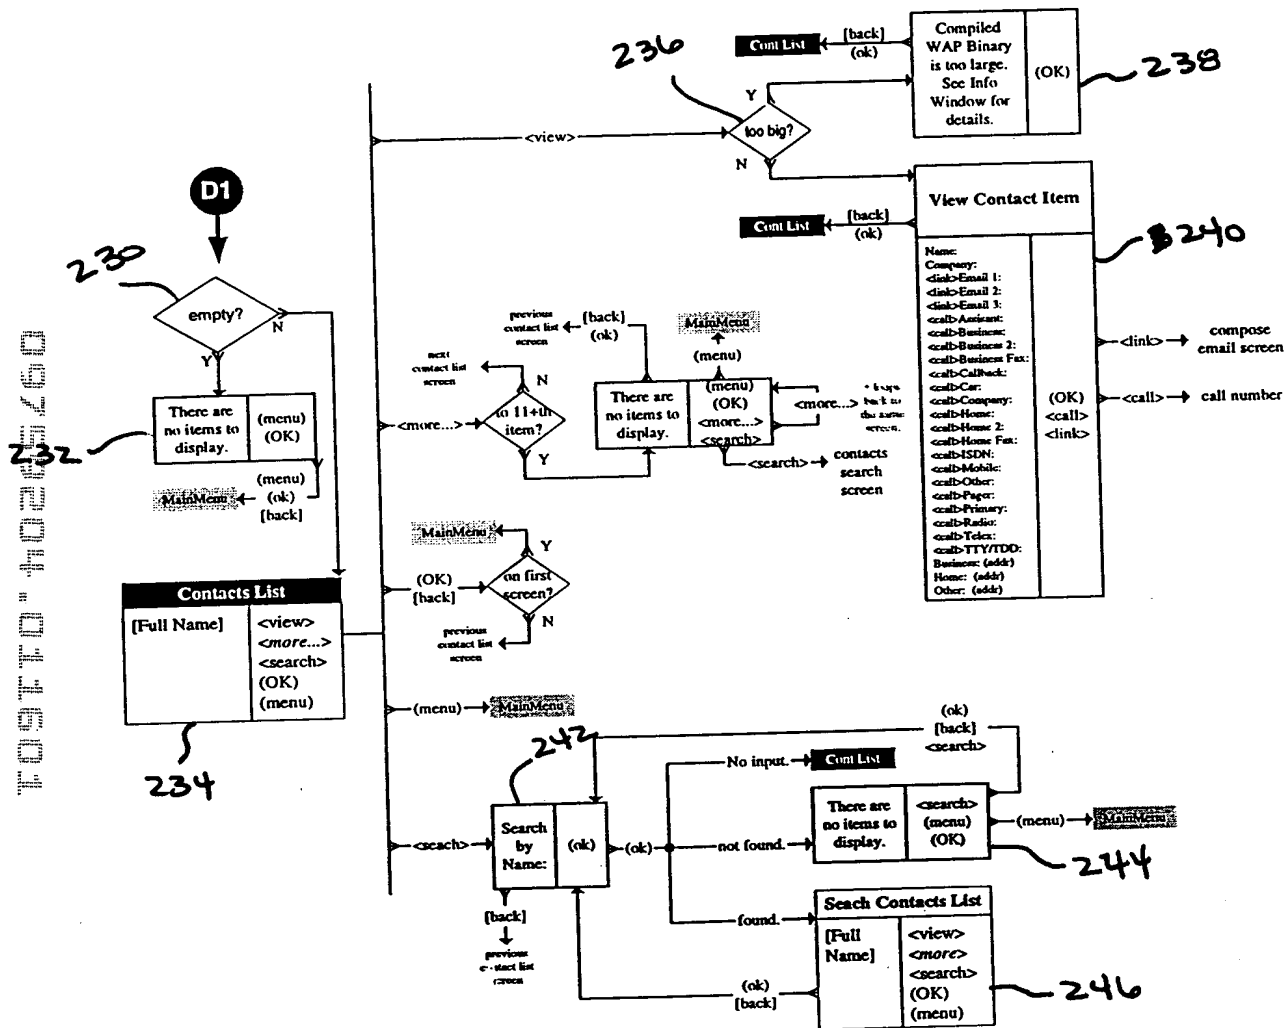 D1
230
empty?
N
Y
There are
no items to
display.
(menu)
(OK)
232
(menu)
(ok)
[back]
MainMenu
Contacts List
[Full Name]
<view>
<more...>
<search>
(OK)
(menu)
234
<view>
236
too big?
Y
N
Cont List
[back]
(ok)
Compiled
WAP Binary
is too large.
See Info
Window for
details.
(OK)
238
Cont List
[back]
(ok)
View Contact Item
240
Name:
Company:
<link>Email 1:
<link>Email 2:
<link>Email 3:
<call>Assistant:
<call>Business:
<call>Business 2:
<call>Business Fax:
<call>Callback:
<call>Car:
<call>Company:
<call>Home:
<call>Home 2:
<call>Home Fax:
<call>ISDN:
<call>Mobile:
<call>Other:
<call>Pager:
<call>Primary:
<call>Radio:
<call>Telex:
<call>TTY/TDD:
Business: (addr)
Home: (addr)
Other: (addr)
(OK)
<call>
<link>
<link>
compose
email screen
<call>
call number
<more...>
to 11+th
item?
N
Y
next
contact list
screen
previous
contact list
screen
[back]
(ok)
MainMenu
(menu)
There are
no items to
display.
(menu)
(OK)
<more...>
<search>
<more...>
back to
the same
screen.
<search>
contacts
search
screen
(OK)
[back]
on first
screen?
Y
N
MainMenu
previous
contact list
screen
(menu)
MainMenu
<seach>
242
Search
by
Name:
(ok)
[back]
previous
screen
(ok)
No input.
Cont List
not found.
There are
no items to
display.
<search>
(menu)
(OK)
244
(menu)
MainMenu
(ok)
[back]
<search>
found.
Seach Contacts List
[Full
Name]
<view>
<more>
<search>
(OK)
(menu)
246
(ok)
[back]